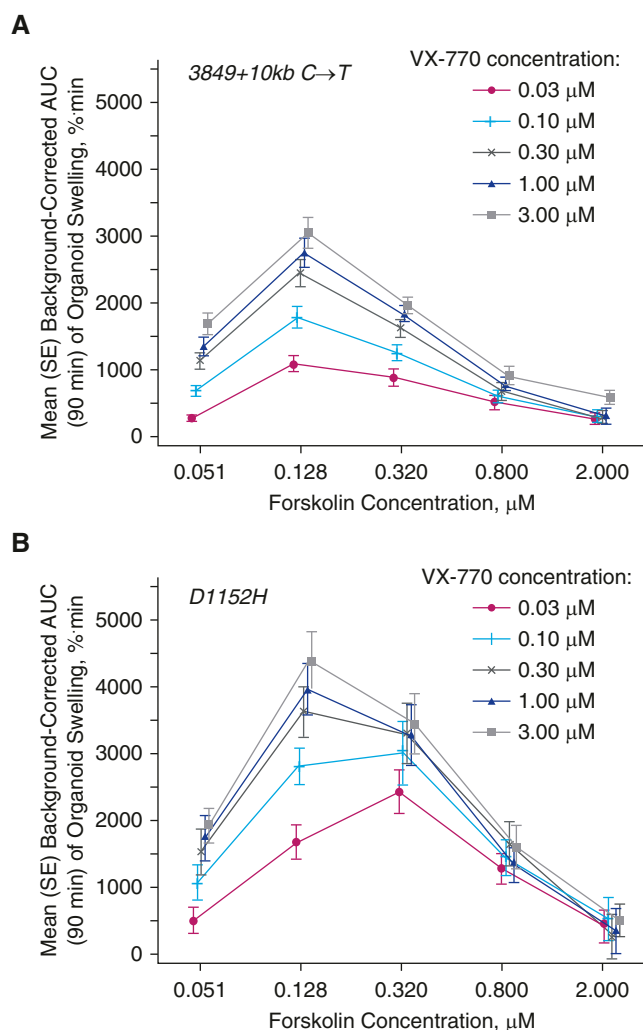 A
3849+10kb C→T
VX-770 concentration:
0.03 μM
0.10 μM
0.30 μM
1.00 μM
3.00 μM
Mean (SE) Background-Corrected AUC
(90 min) of Organoid Swelling, %·min
5000
4000
3000
2000
1000
0
0.051 0.128 0.320 0.800 2.000
Forskolin Concentration, μM
B
D1152H
VX-770 concentration:
0.03 μM
0.10 μM
0.30 μM
1.00 μM
3.00 μM
Mean (SE) Background-Corrected AUC
(90 min) of Organoid Swelling, %·min
5000
4000
3000
2000
1000
0
0.051 0.128 0.320 0.800 2.000
Forskolin Concentration, μM